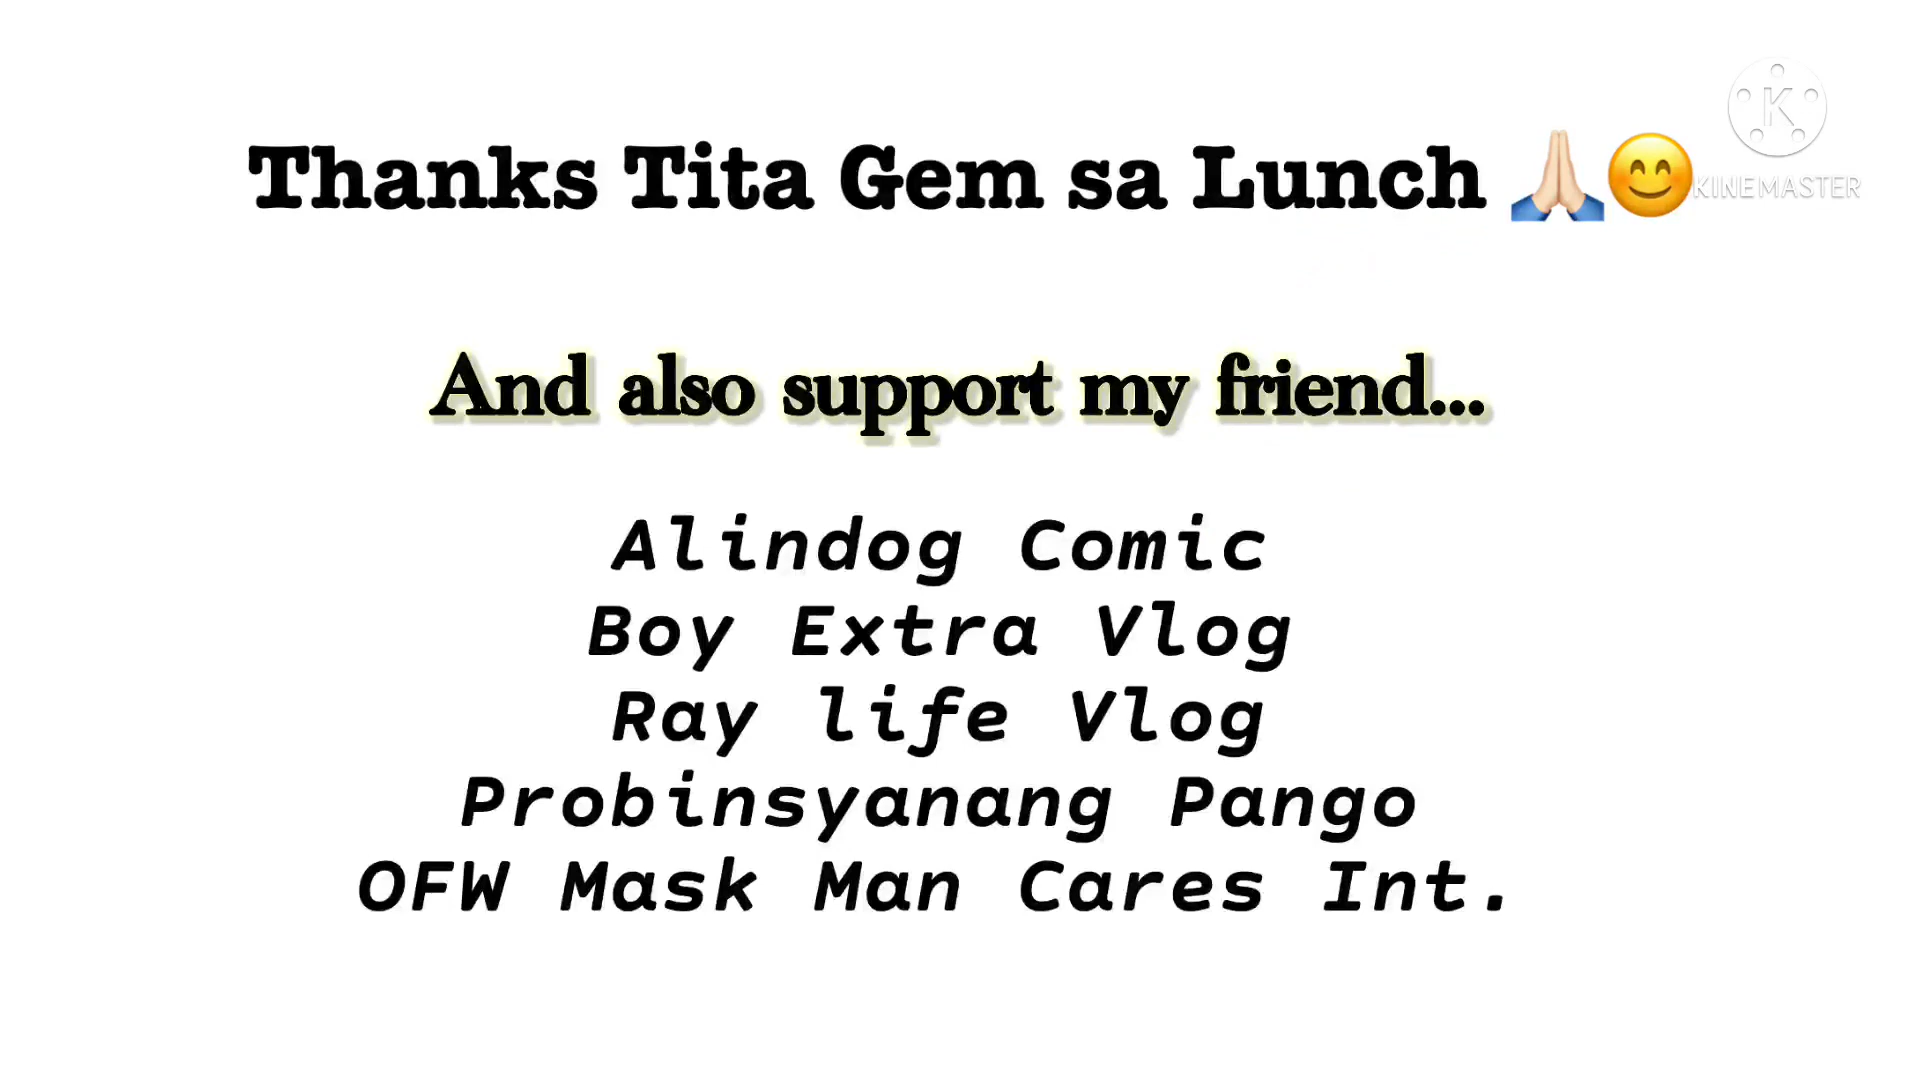 Thanks Tita Gem sa Lunch 🙏🏻😊
KINEMASTER
And also support my friend...
Alindog Comic
Boy Extra Vlog
Ray life Vlog
Probinsyanang Pango
OFW Mask Man Cares Int.